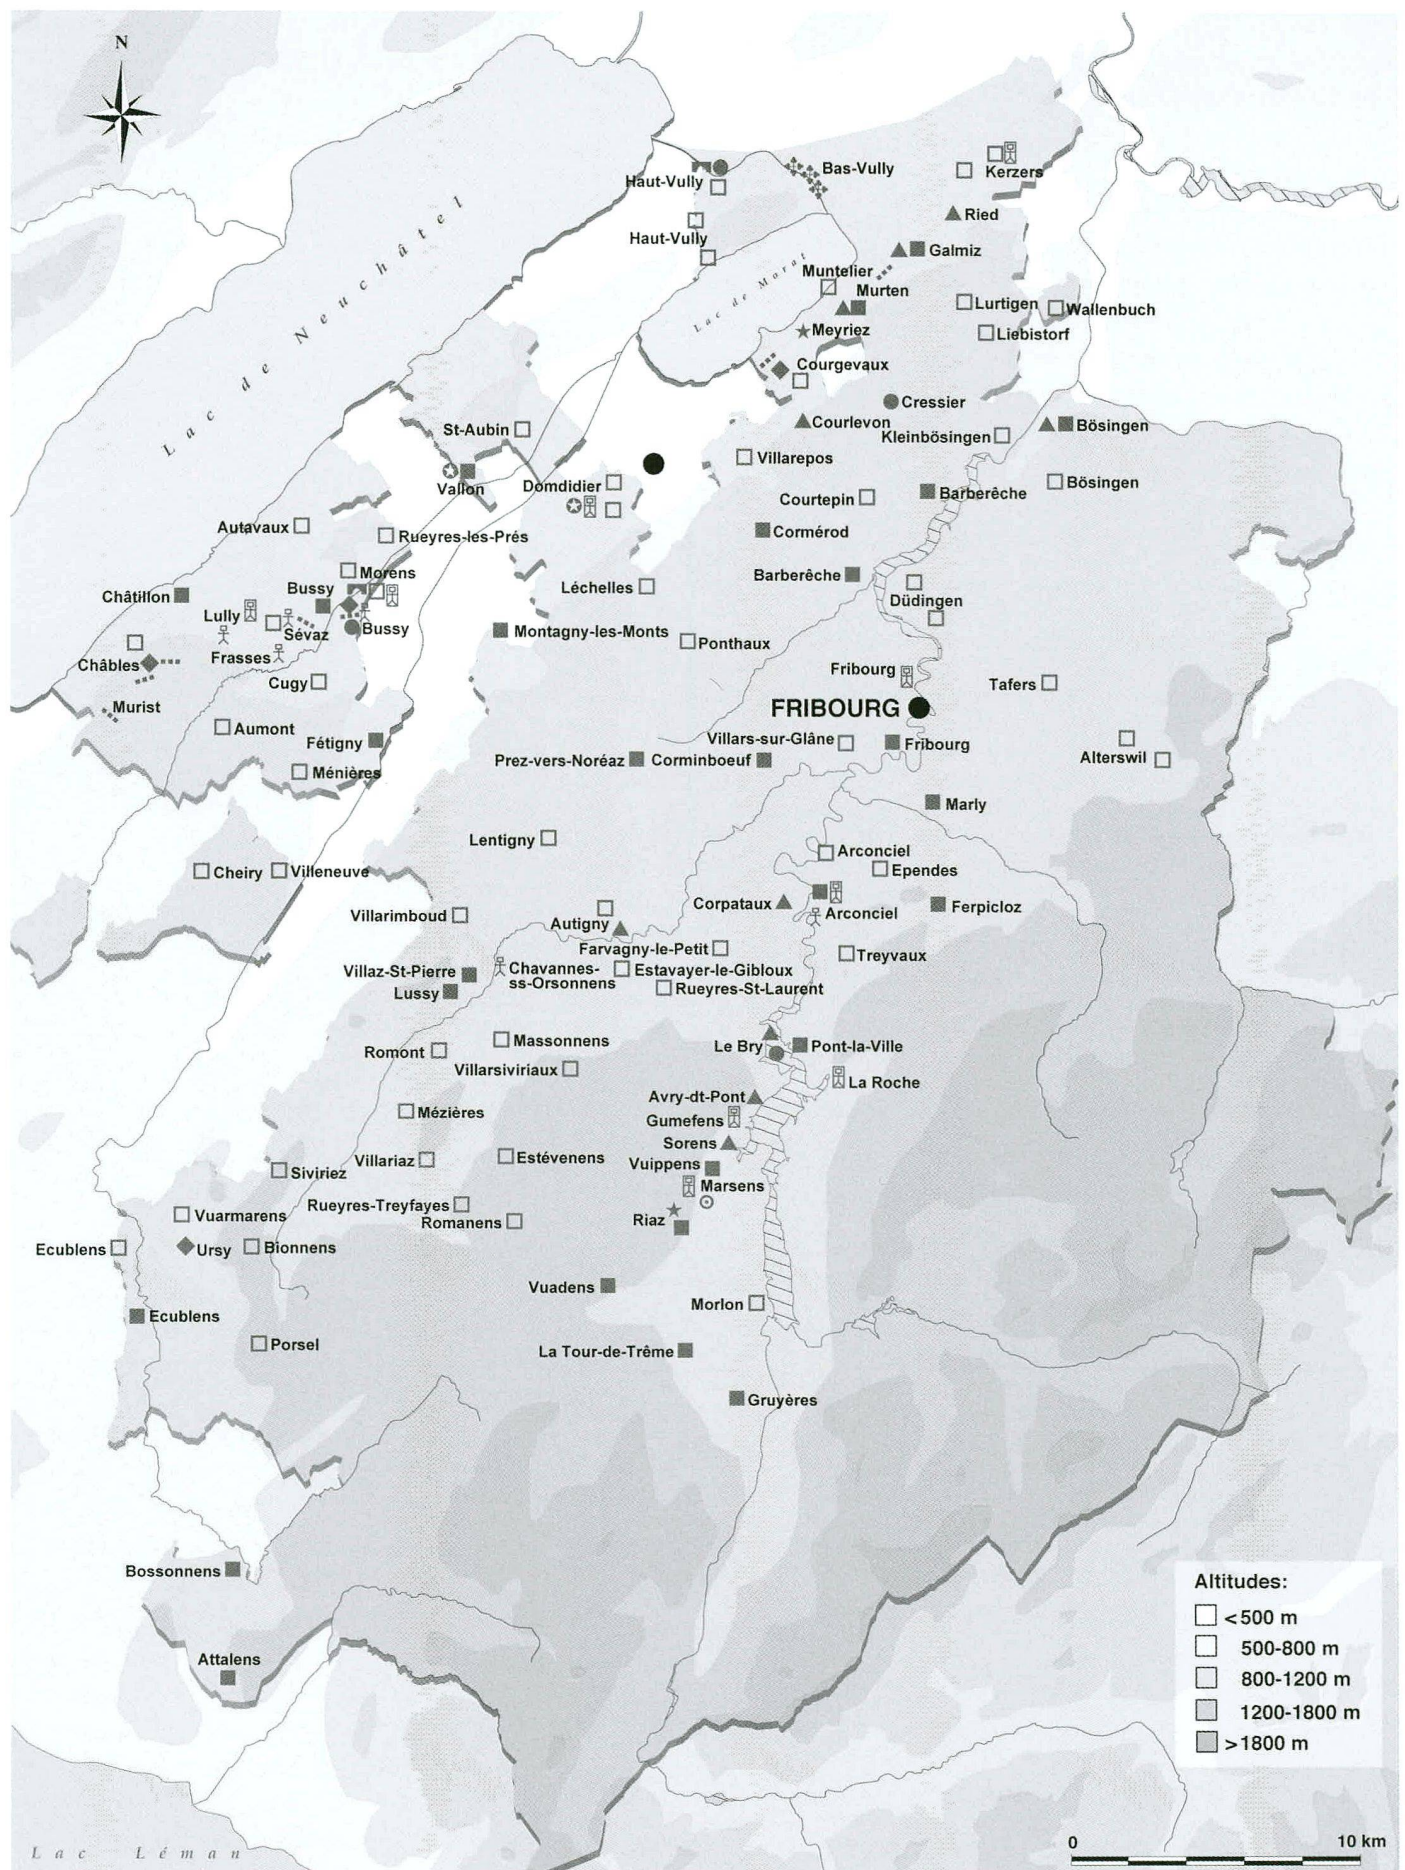 N
Lac de Neuchâtel
Haut-Vully
Bas-Vully
Kerzers
Ried
Haut-Vully
Galmiz
Lac de Morat
Muntelier
Murten
Lurtigen
Wallenbuch
Meyriez
Liebistorf
Courgevaux
Cressier
St-Aubin
Courlevon
Kleinbösingen
Bösingen
Villarepos
Vallon
Domdidier
Courtepin
Barberêche
Bösingen
Autavaux
Rueyres-les-Prés
Cormérod
Morens
Barberêche
Châtillon
Bussy
Léchelles
Düdingen
Lully
Sévaz
Bussy
Montagny-les-Monts
Ponthaux
Châbles
Frasses
Fribourg
Cugy
Tafers
Murist
FRIBOURG
Aumont
Fétigny
Villars-sur-Glâne
Fribourg
Ménières
Prez-vers-Noréaz
Corminboeuf
Alterswil
Marly
Lentigny
Arconciel
Cheiry
Villeneuve
Ependes
Corpataux
Villarimboud
Autigny
Arconciel
Ferpicloz
Farvagny-le-Petit
Treyvaux
Villaz-St-Pierre
Chavannes-
ss-Orsonnens
Estavayer-le-Gibloux
Lussy
Rueyres-St-Laurent
Massonnens
Le Bry
Pont-la-Ville
Romont
Villarsiviriaux
La Roche
Avry-dt-Pont
Mézières
Gumefens
Sorens
Villariaz
Estévenens
Vuippens
Siviriez
Marsens
Rueyres-Treyfayes
Vuarmarens
Romanens
Riaz
Ecublens
Ursy
Bionnens
Vuadens
Morlon
Ecublens
Porsel
La Tour-de-Trême
Gruyères
Bossonnens
Attalens
Altitudes:
<500 m
500-800 m
800-1200 m
1200-1800 m
>1800 m
Lac Léman
0 10 km